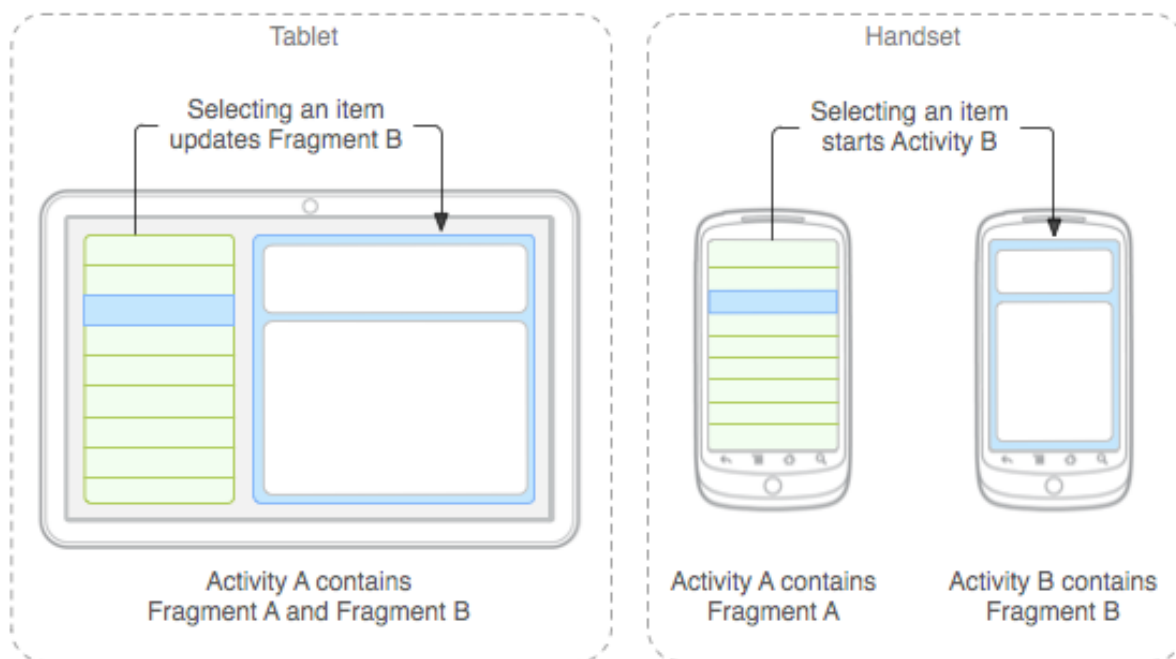 Tablet
Selecting an item
updates Fragment B
Activity A contains
Fragment A and Fragment B
Handset
Selecting an item
starts Activity B
Activity A contains
Fragment A
Activity B contains
Fragment B